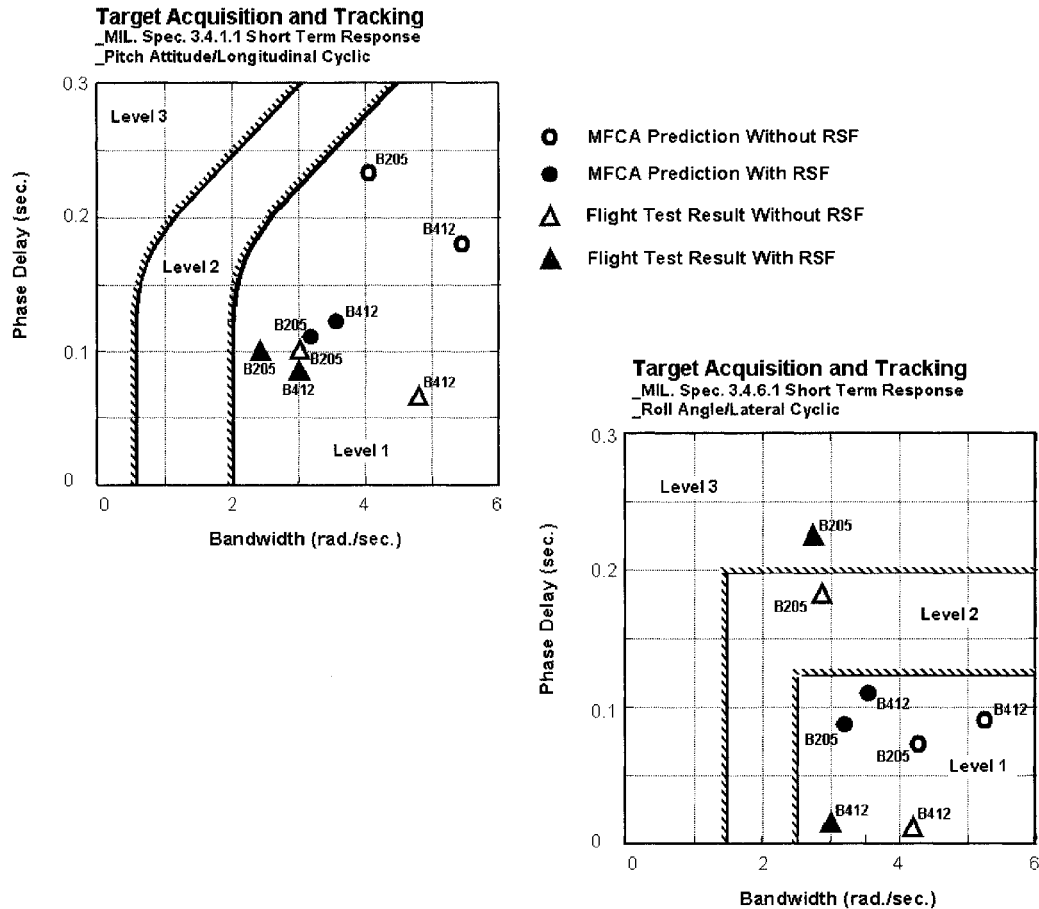 Target Acquisition and Tracking
_MIL. Spec. 3.4.1.1 Short Term Response
_Pitch Attitude/Longitudinal Cyclic
0.3
Level 3
B205
0.2
B412
Level 2
Phase Delay (sec.)
B412
B205
0.1
B205
B205
B412
B412
Level 1
0
0
2
4
6
Bandwidth (rad./sec.)
MFCA Prediction Without RSF
MFCA Prediction With RSF
Flight Test Result Without RSF
Flight Test Result With RSF
Target Acquisition and Tracking
_MIL. Spec. 3.4.6.1 Short Term Response
_Roll Angle/Lateral Cyclic
0.3
Level 3
B205
0.2
B205
Level 2
Phase Delay (sec.)
B412
B412
0.1
B205
B205
Level 1
B412
B412
0
0
2
4
6
Bandwidth (rad./sec.)